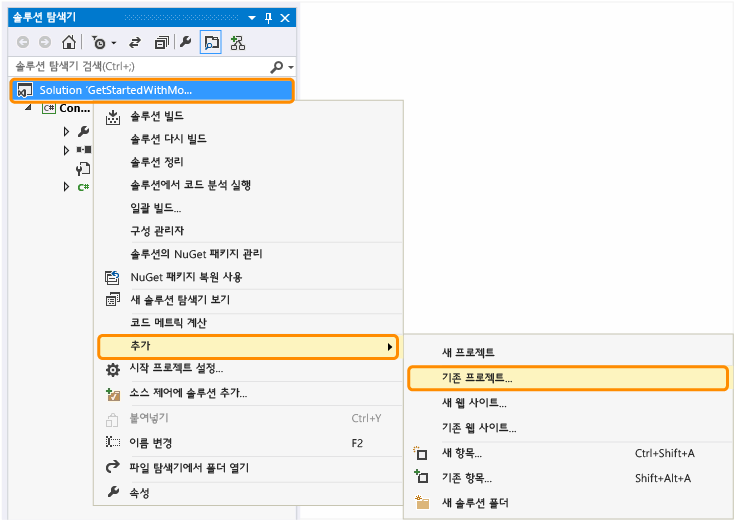 솔루션 탐색기
솔루션 탐색기 검색(Ctrl+;)
Solution 'GetStartedWithMo...
C# Con...
C#
솔루션 빌드
솔루션 다시 빌드
솔루션 정리
솔루션에서 코드 분석 실행
일괄 빌드...
구성 관리자
솔루션의 NuGet 패키지 관리
NuGet 패키지 복원 사용
새 솔루션 탐색기 보기
코드 메트릭 계산
추가
시작 프로젝트 설정...
소스 제어에 솔루션 추가...
붙여넣기 Ctrl+Y
이름 변경 F2
파일 탐색기에서 폴더 열기
속성
새 프로젝트
기존 프로젝트...
새 웹 사이트...
기존 웹 사이트...
새 항목... Ctrl+Shift+A
기존 항목... Shift+Alt+A
새 솔루션 폴더